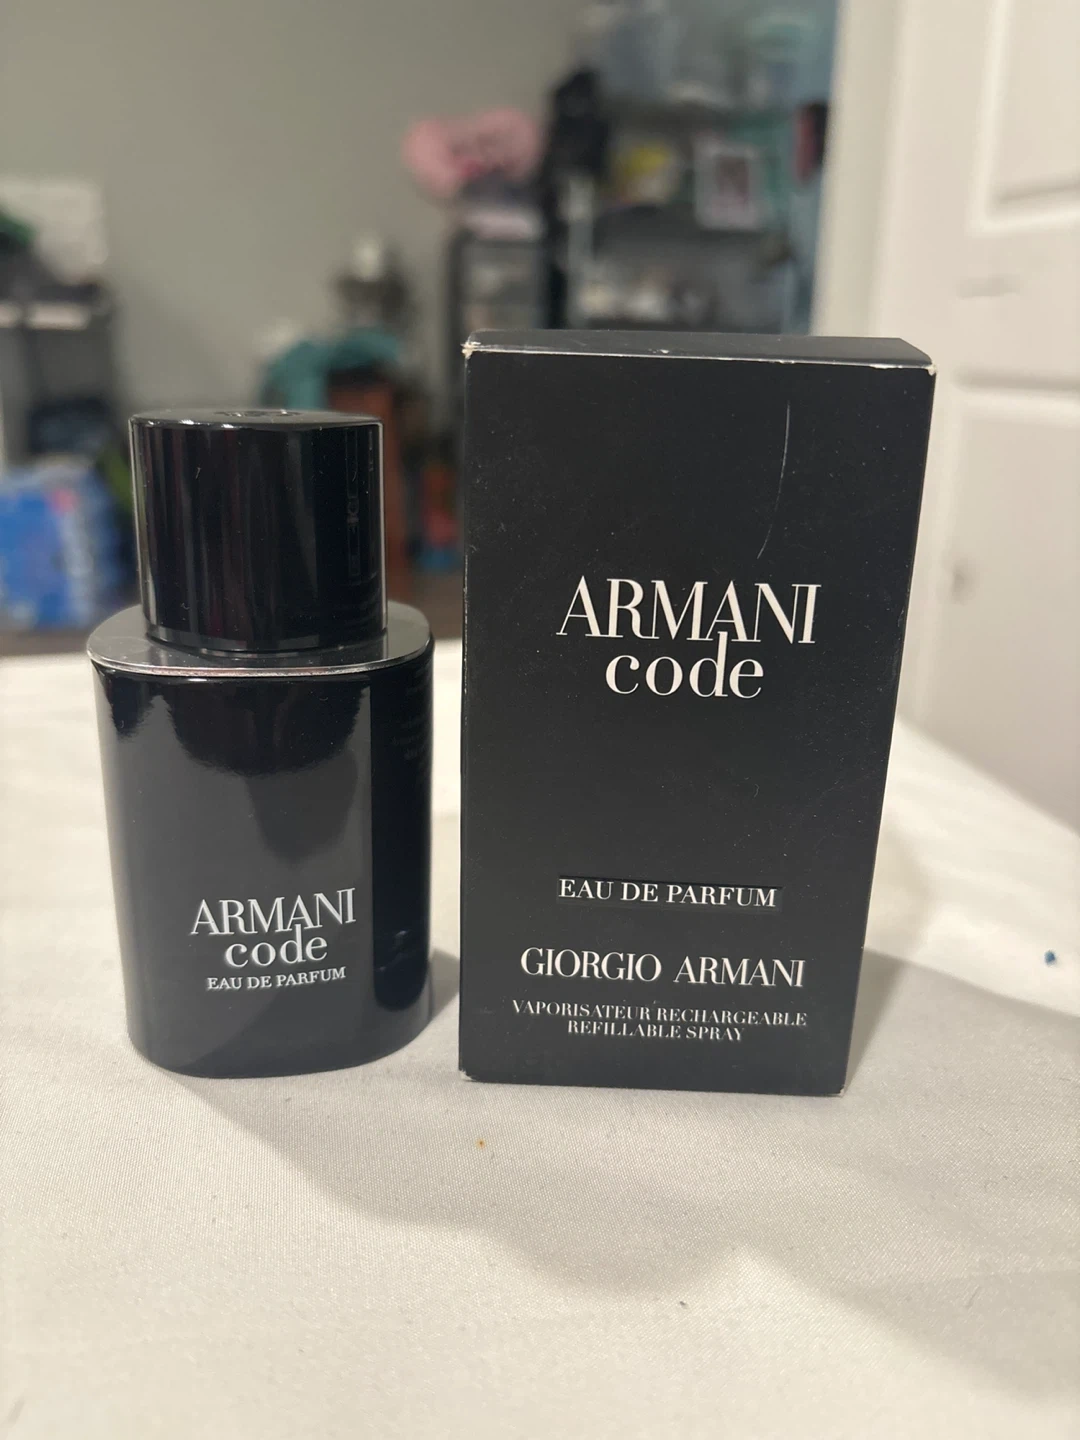 ARMANI
code
EAU DE PARFUM
ARMANI
code
EAU DE PARFUM
GIORGIO ARMANI
VAPORISATEUR RECHARGEABLE
REFILLABLE SPRAY